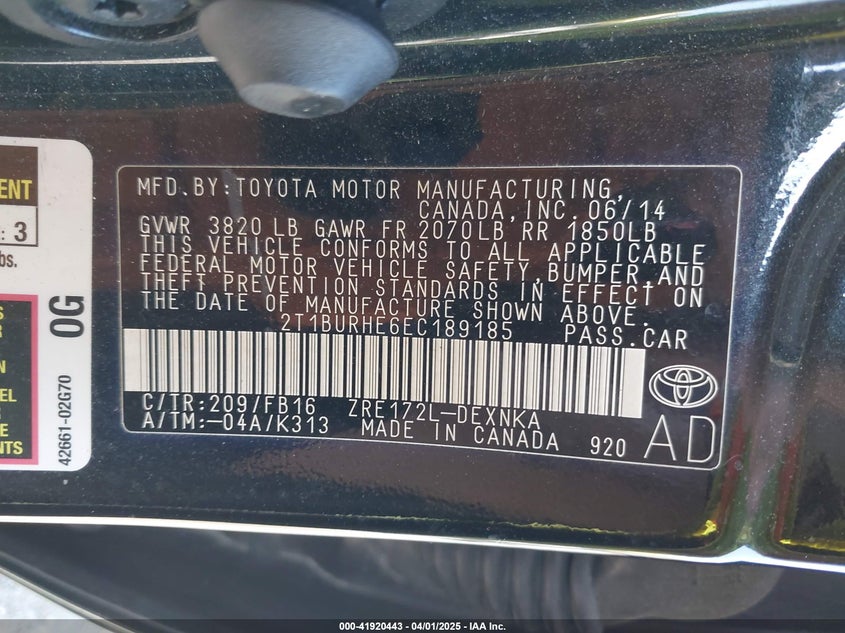 MFD.BY:TOYOTA MOTOR MANUFACTURING,
CANADA,INC.06/14
GVWR 3820 LB GAWR FR 2070LB RR 1850LB
THIS VEHICLE CONFORMS TO ALL APPLICABLE
FEDERAL MOTOR VEHICLE SAFETY,BUMPER,AND
THEFT PREVENTION STANDARDS IN EFFECT ON
THE DATE OF MANUFACTURE SHOWN ABOVE.
2T1BURHE6EC189185 PASS.CAR
C/TR:209/FB16 ZRE172L-DEXNKA
A/TM:-04A/K313 MADE IN CANADA 920 AD
ENT
: 3
bs.
0G
42661-02G70
S
R
N
EL
E
NTS
000-41920443 - 04/01/2025 - IAA Inc.